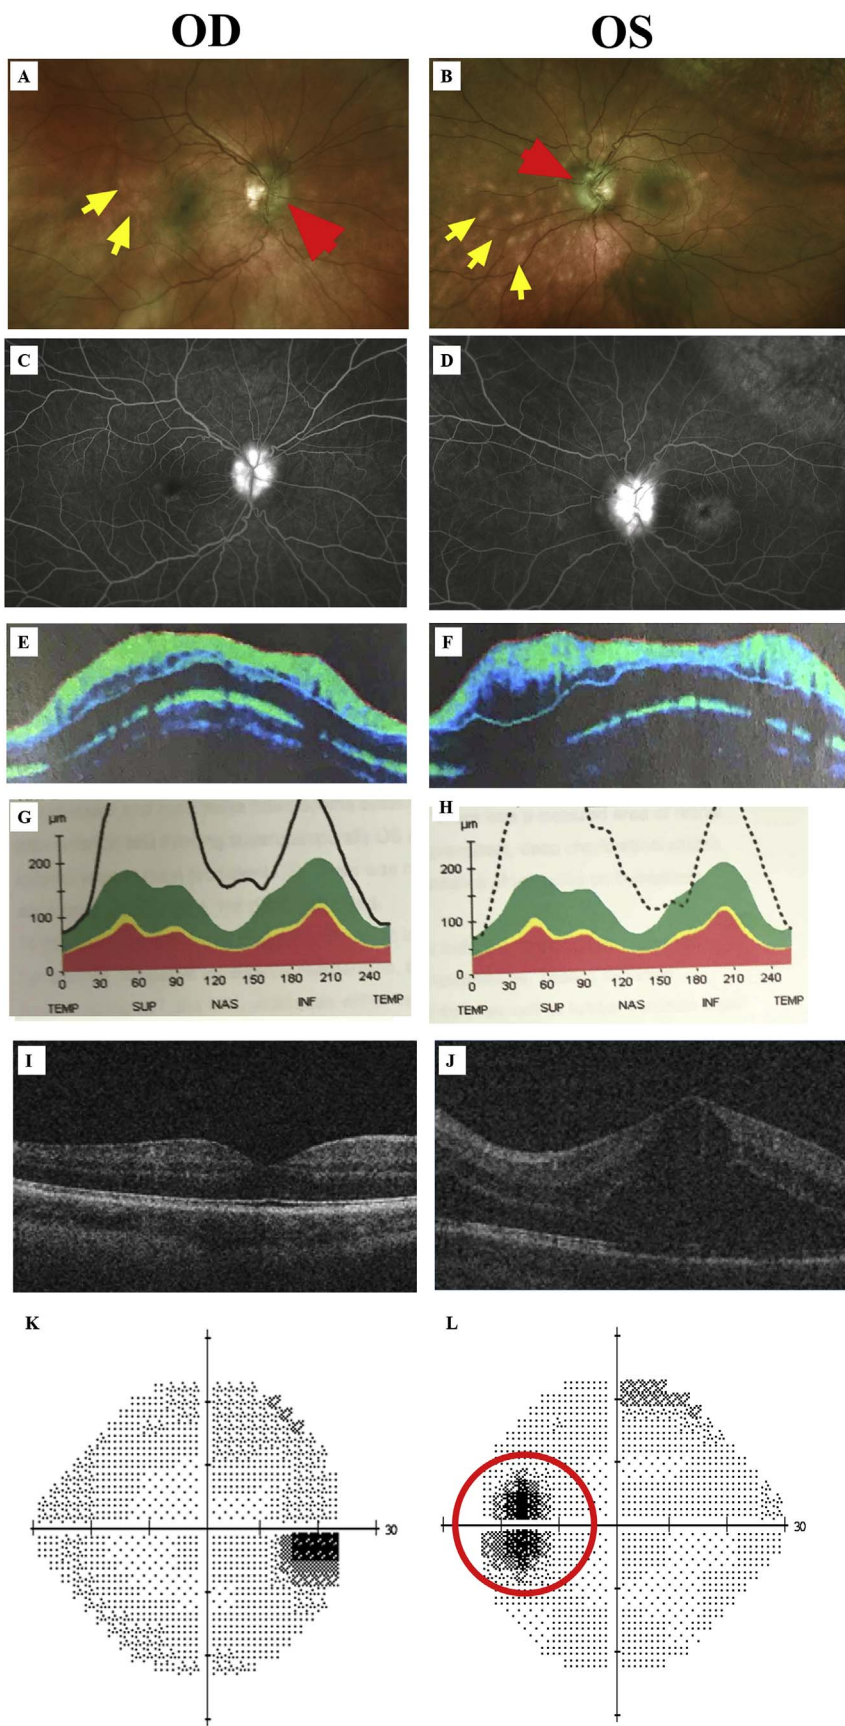 OD OS
A B
C D
E F
G H
μm μm
200 200
100 100
0 0
0 30 60 90 120 150 180 210 240 0 30 60 90 120 150 180 210 240
TEMP SUP NAS INF TEMP TEMP SUP NAS INF TEMP
I J
K L
30 30